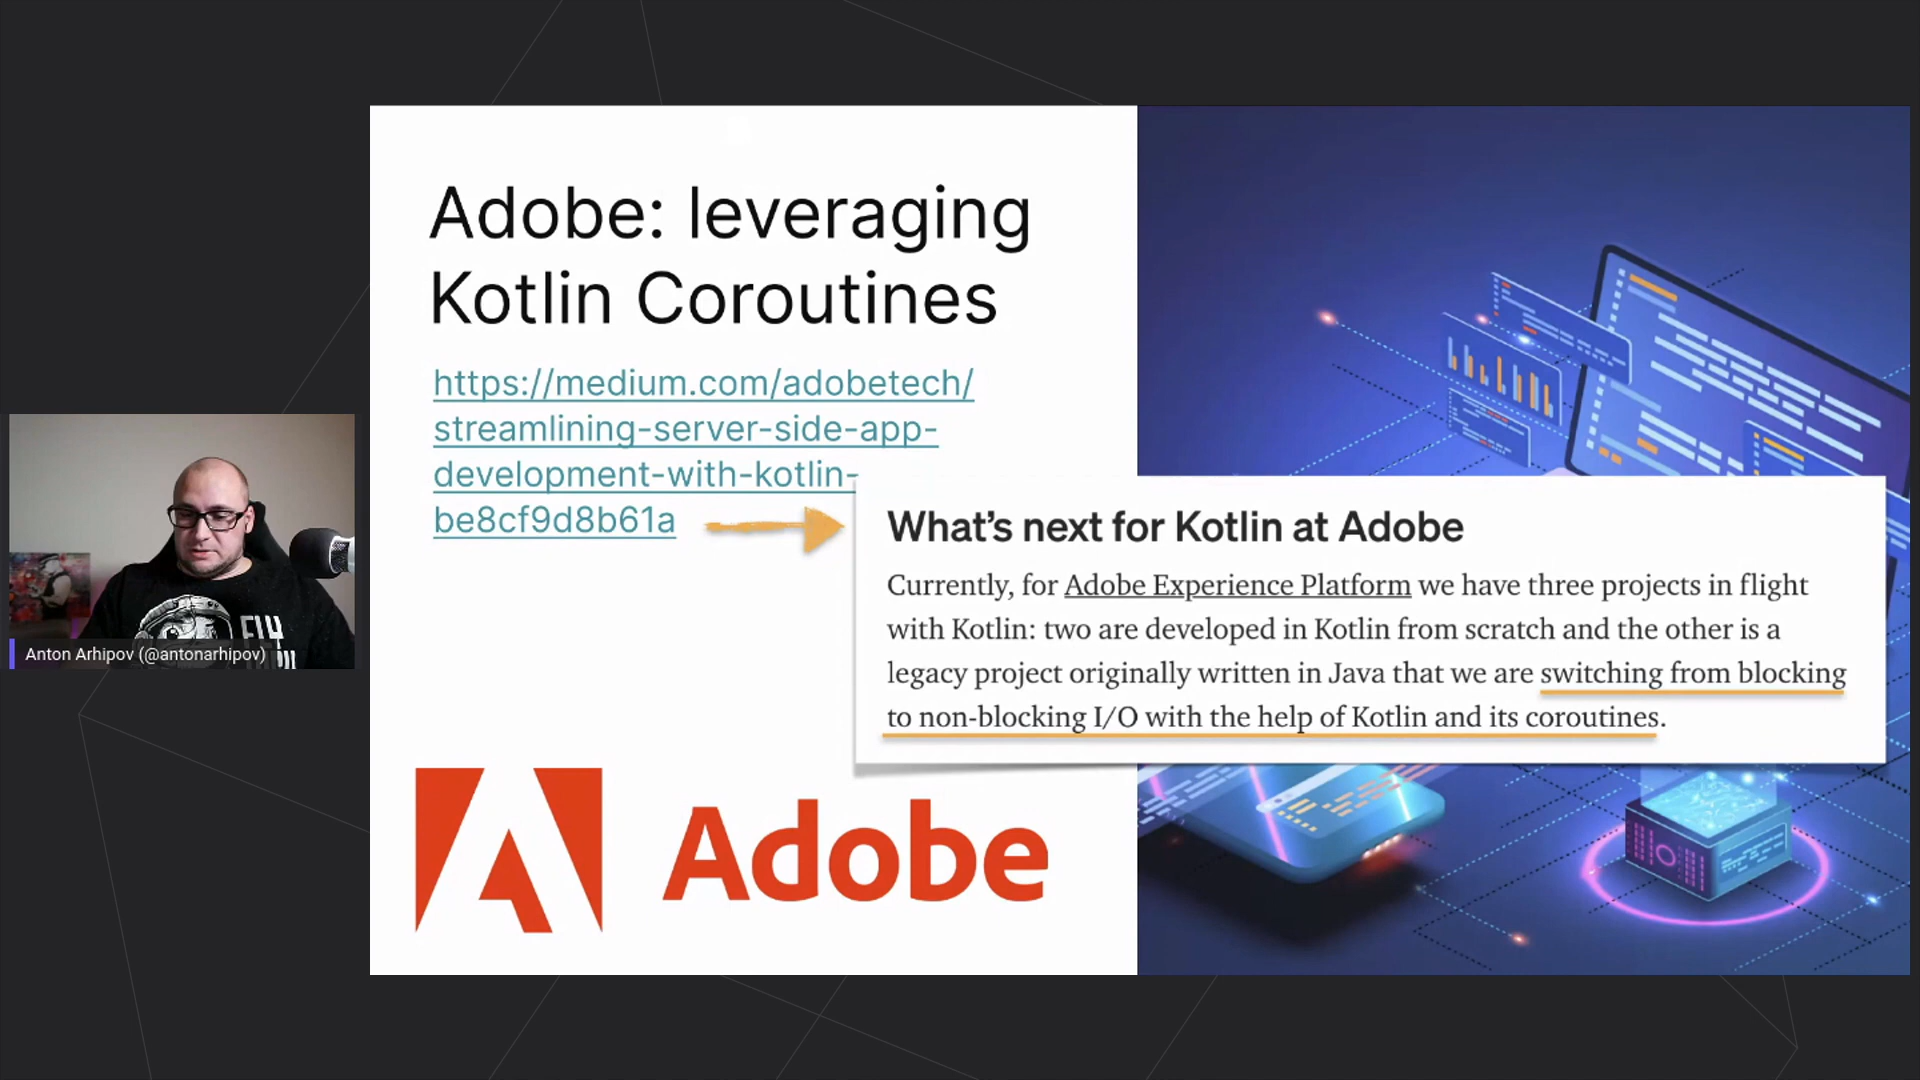 Adobe: leveraging
Kotlin Coroutines
https://medium.com/adobetech/
streamlining-server-side-app-
development-with-kotlin-
be8cf9d8b61a
What's next for Kotlin at Adobe
Currently, for Adobe Experience Platform we have three projects in flight
with Kotlin: two are developed in Kotlin from scratch and the other is a
legacy project originally written in Java that we are switching from blocking
to non-blocking I/O with the help of Kotlin and its coroutines.
Adobe
FLY
Anton Arhipov (@antonarhipov)